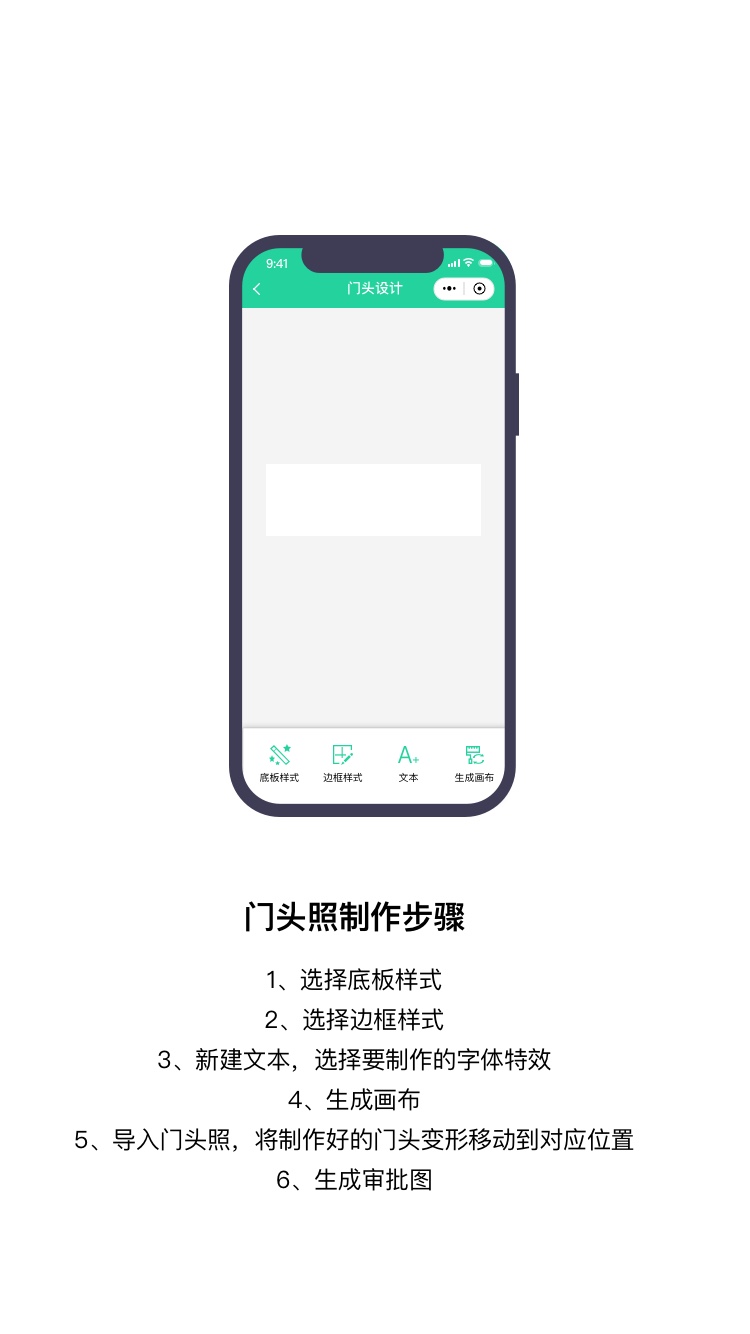 9:41
门头设计
底板样式
边框样式
文本
生成画布
门头照制作步骤
1、选择底板样式
2、选择边框样式
3、新建文本，选择要制作的字体特效
4、生成画布
5、导入门头照，将制作好的门头变形移动到对应位置
6、生成审批图